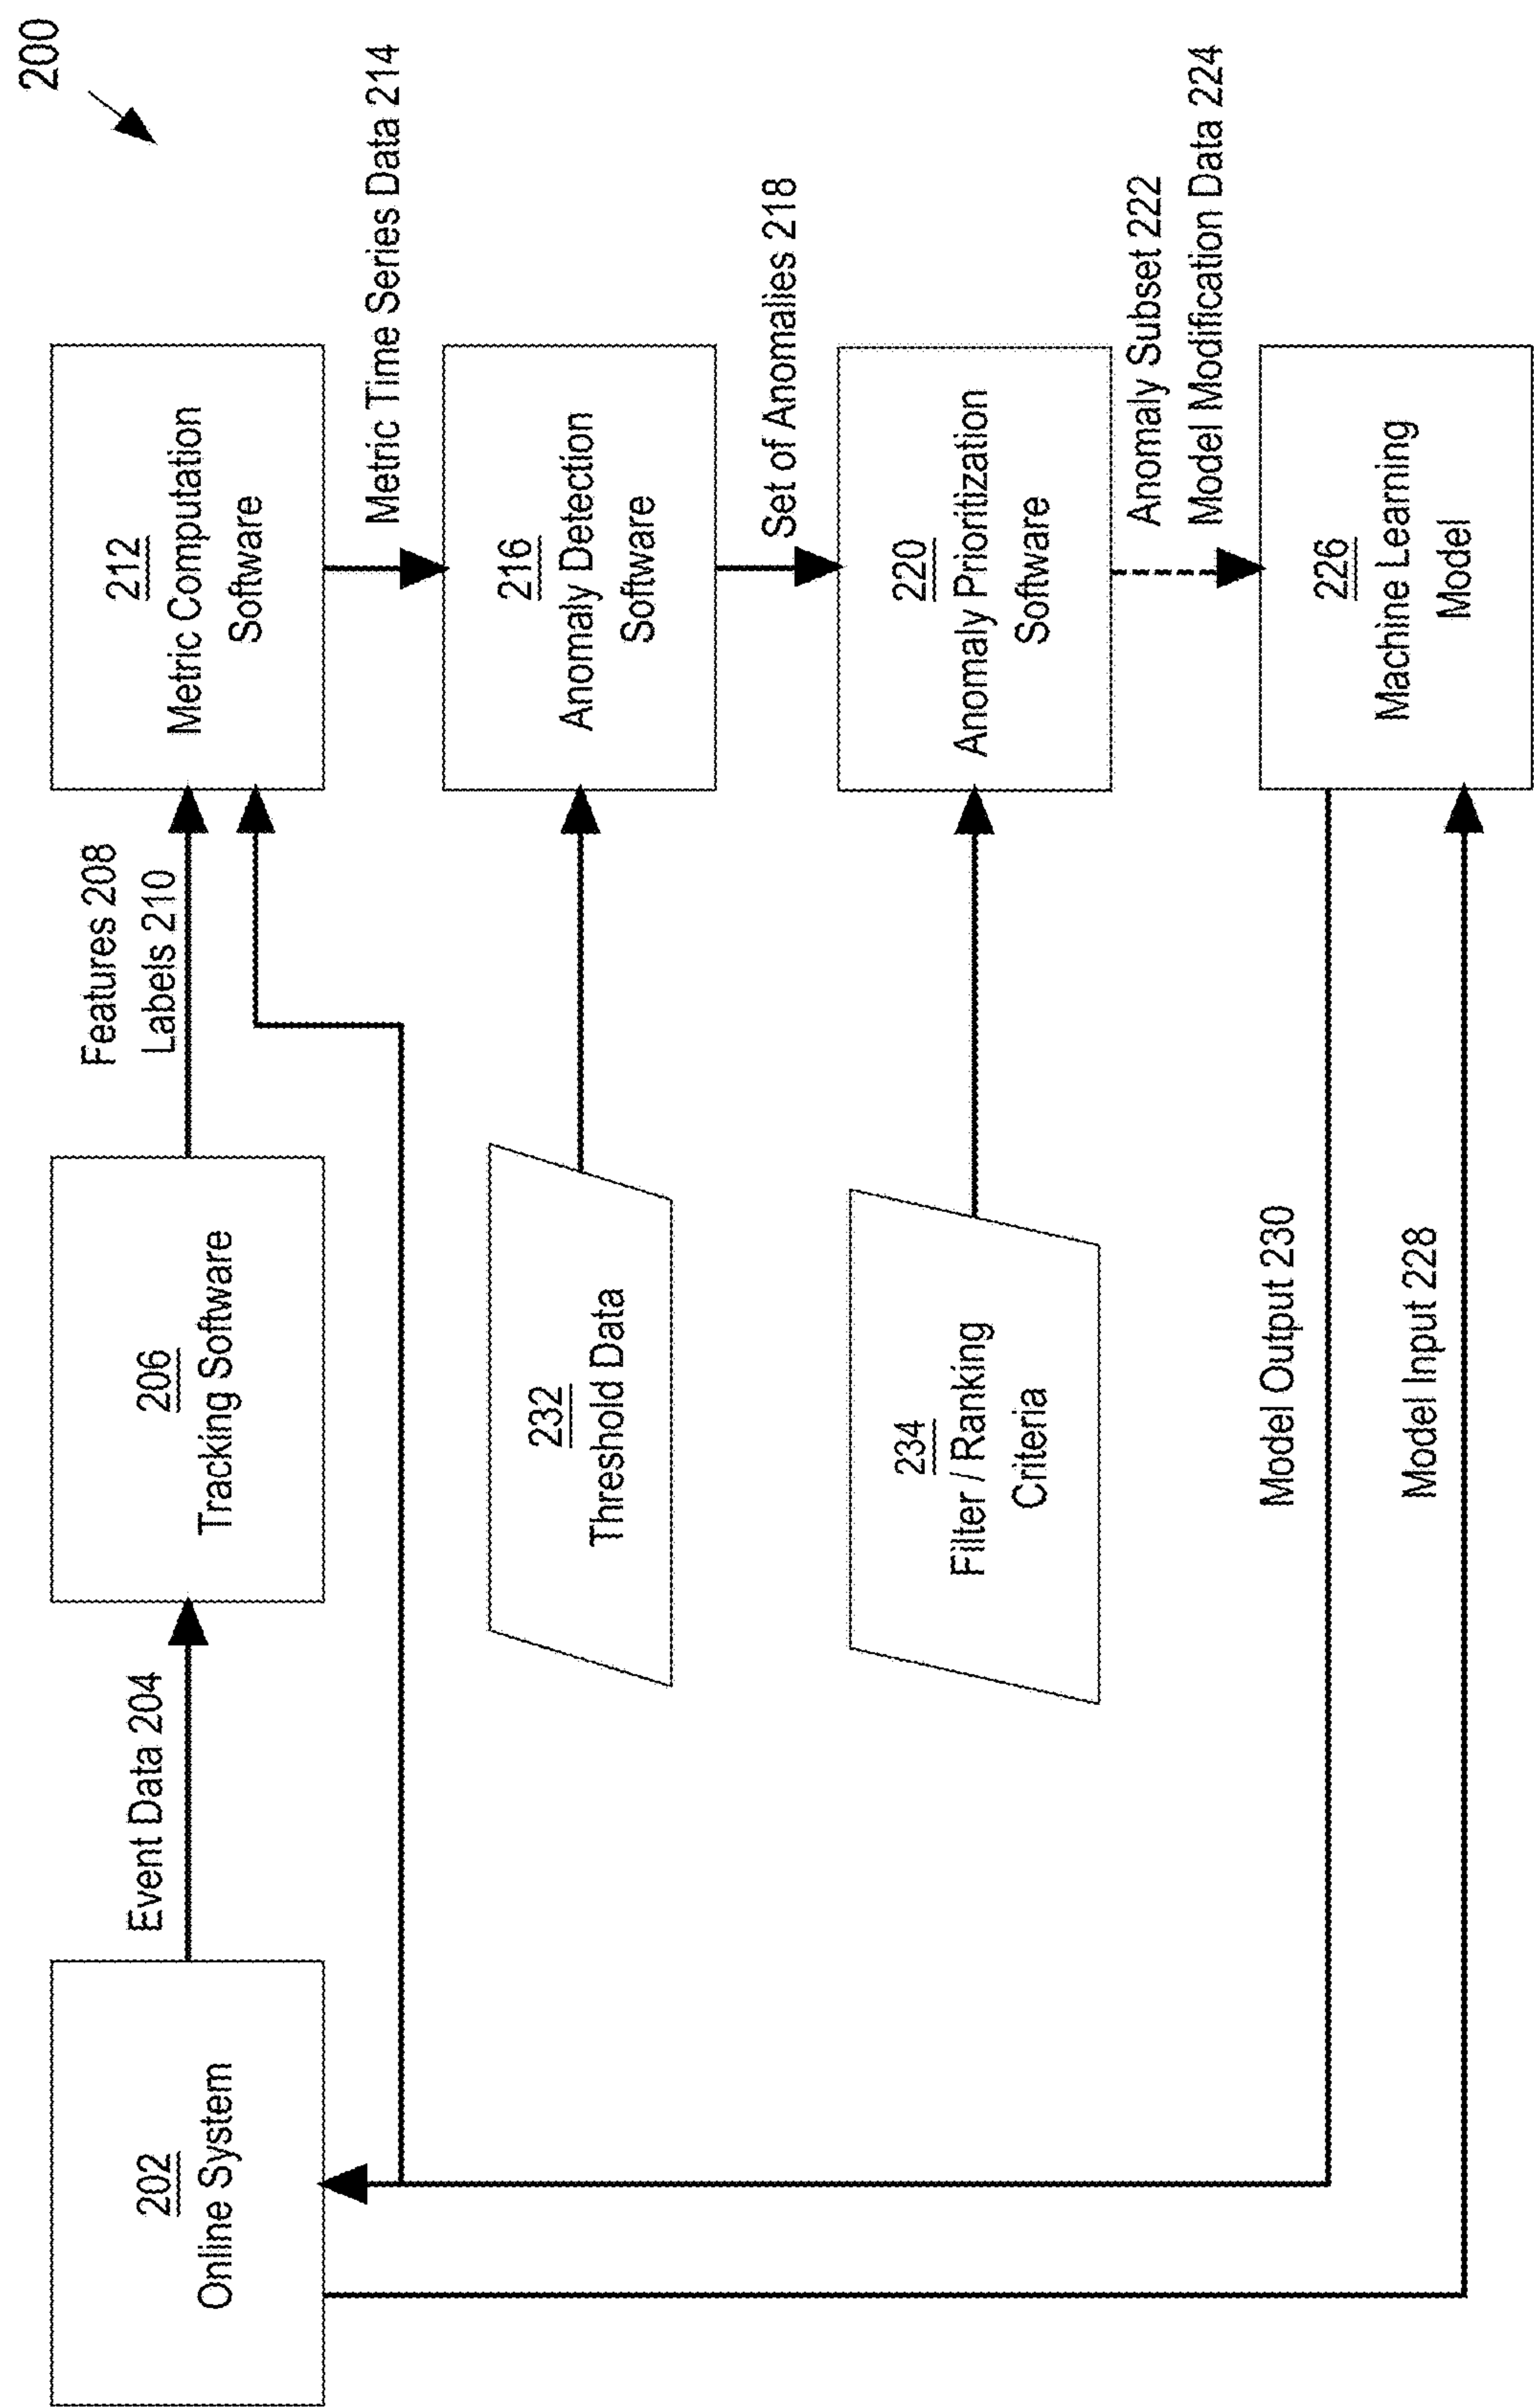 200
202
Online System
Event Data 204
206
Tracking Software
Features 208
Labels 210
212
Metric Computation
Software
Metric Time Series Data 214
232
Threshold Data
216
Anomaly Detection
Software
Set of Anomalies 218
234
Filter / Ranking
Criteria
220
Anomaly Prioritization
Software
Anomaly Subset 222
Model Modification Data 224
Model Output 230
Model Input 228
226
Machine Learning
Model